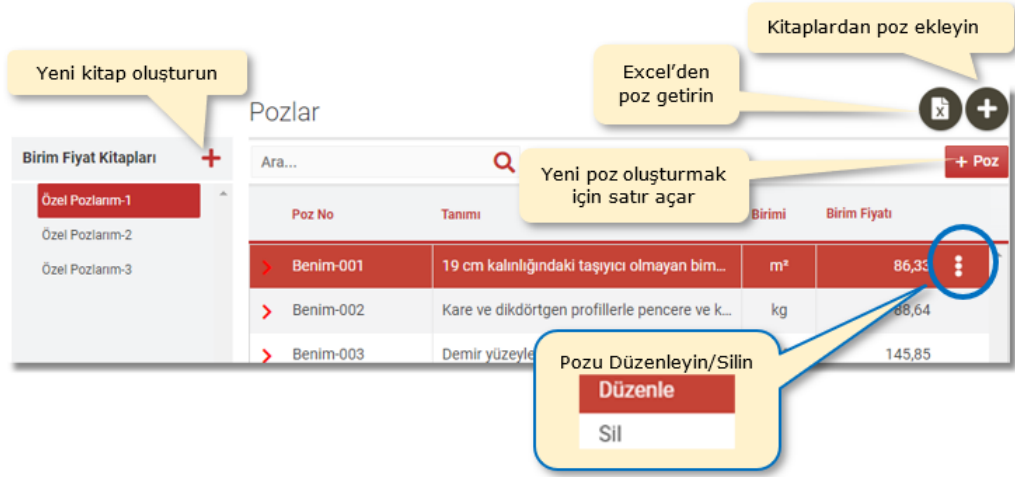 Kitaplardan poz ekleyin
Yeni kitap oluşturun
Excel’den
poz getirin
Pozlar
Birim Fiyat Kitapları
Ara...
+ Poz
Yeni poz oluşturmak
için satır açar
Özel Pozlarım-1
Özel Pozlarım-2
Özel Pozlarım-3
Poz No Tanımı Birimi Birim Fiyatı
Benim-001 19 cm kalınlığındaki taşıyıcı olmayan bim... m² 86,33
Benim-002 Kare ve dikdörtgen profillerle pencere ve k... kg 88,64
Benim-003 Demir yüzeyle 145,85
Pozu Düzenleyin/Silin
Düzenle
Sil